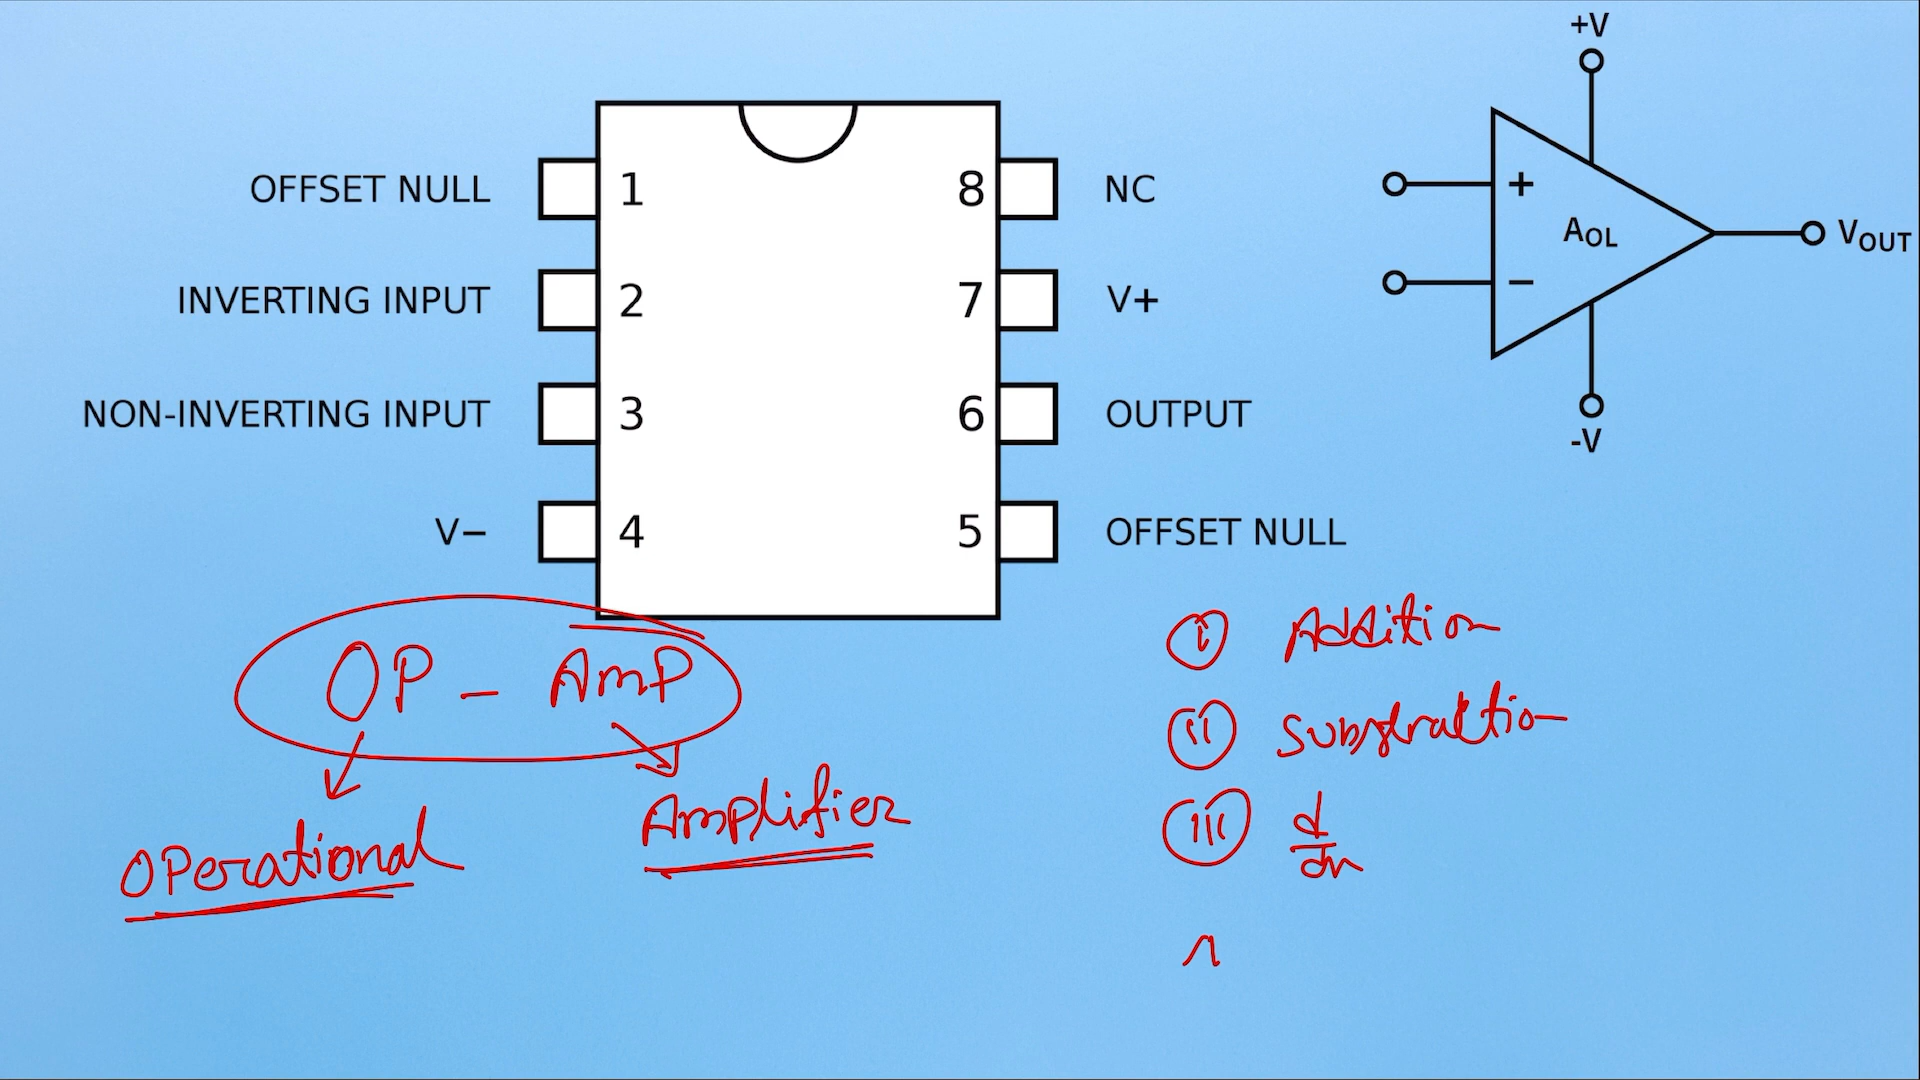 +V
OFFSET NULL 1 8 NC
+ AOL VOUT
INVERTING INPUT 2 7 V+
−
NON-INVERTING INPUT 3 6 OUTPUT
-V
V− 4 5 OFFSET NULL
OP - AmP
OPerational
AmPlifier
(i) Addition
(ii) Substraction
(iii) d/dx